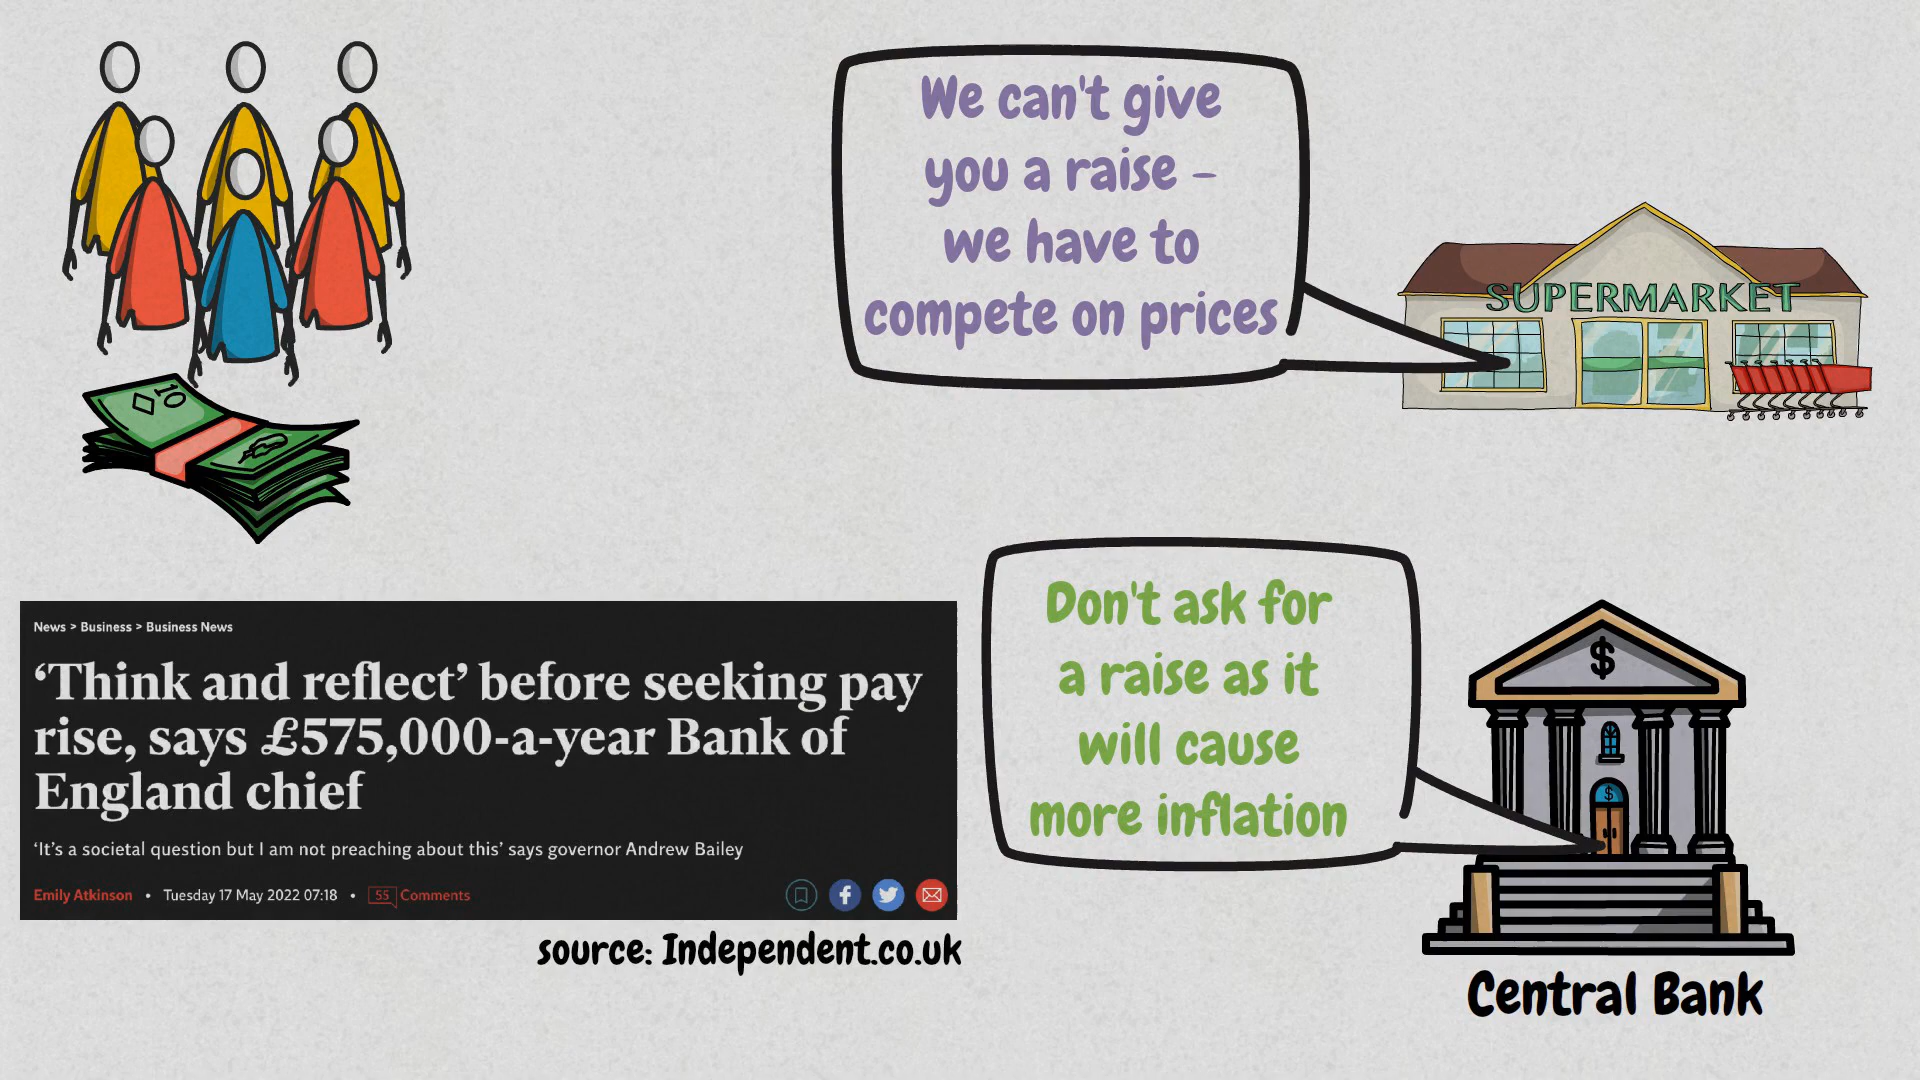 We can't give
you a raise –
we have to
compete on prices
SUPERMARKET
10
News > Business > Business News
‘Think and reflect’ before seeking pay
rise, says £575,000-a-year Bank of
England chief
‘It’s a societal question but I am not preaching about this’ says governor Andrew Bailey
Emily Atkinson • Tuesday 17 May 2022 07:18 • 55 Comments
source: Independent.co.uk
Don't ask for
a raise as it
will cause
more inflation
$
$
Central Bank